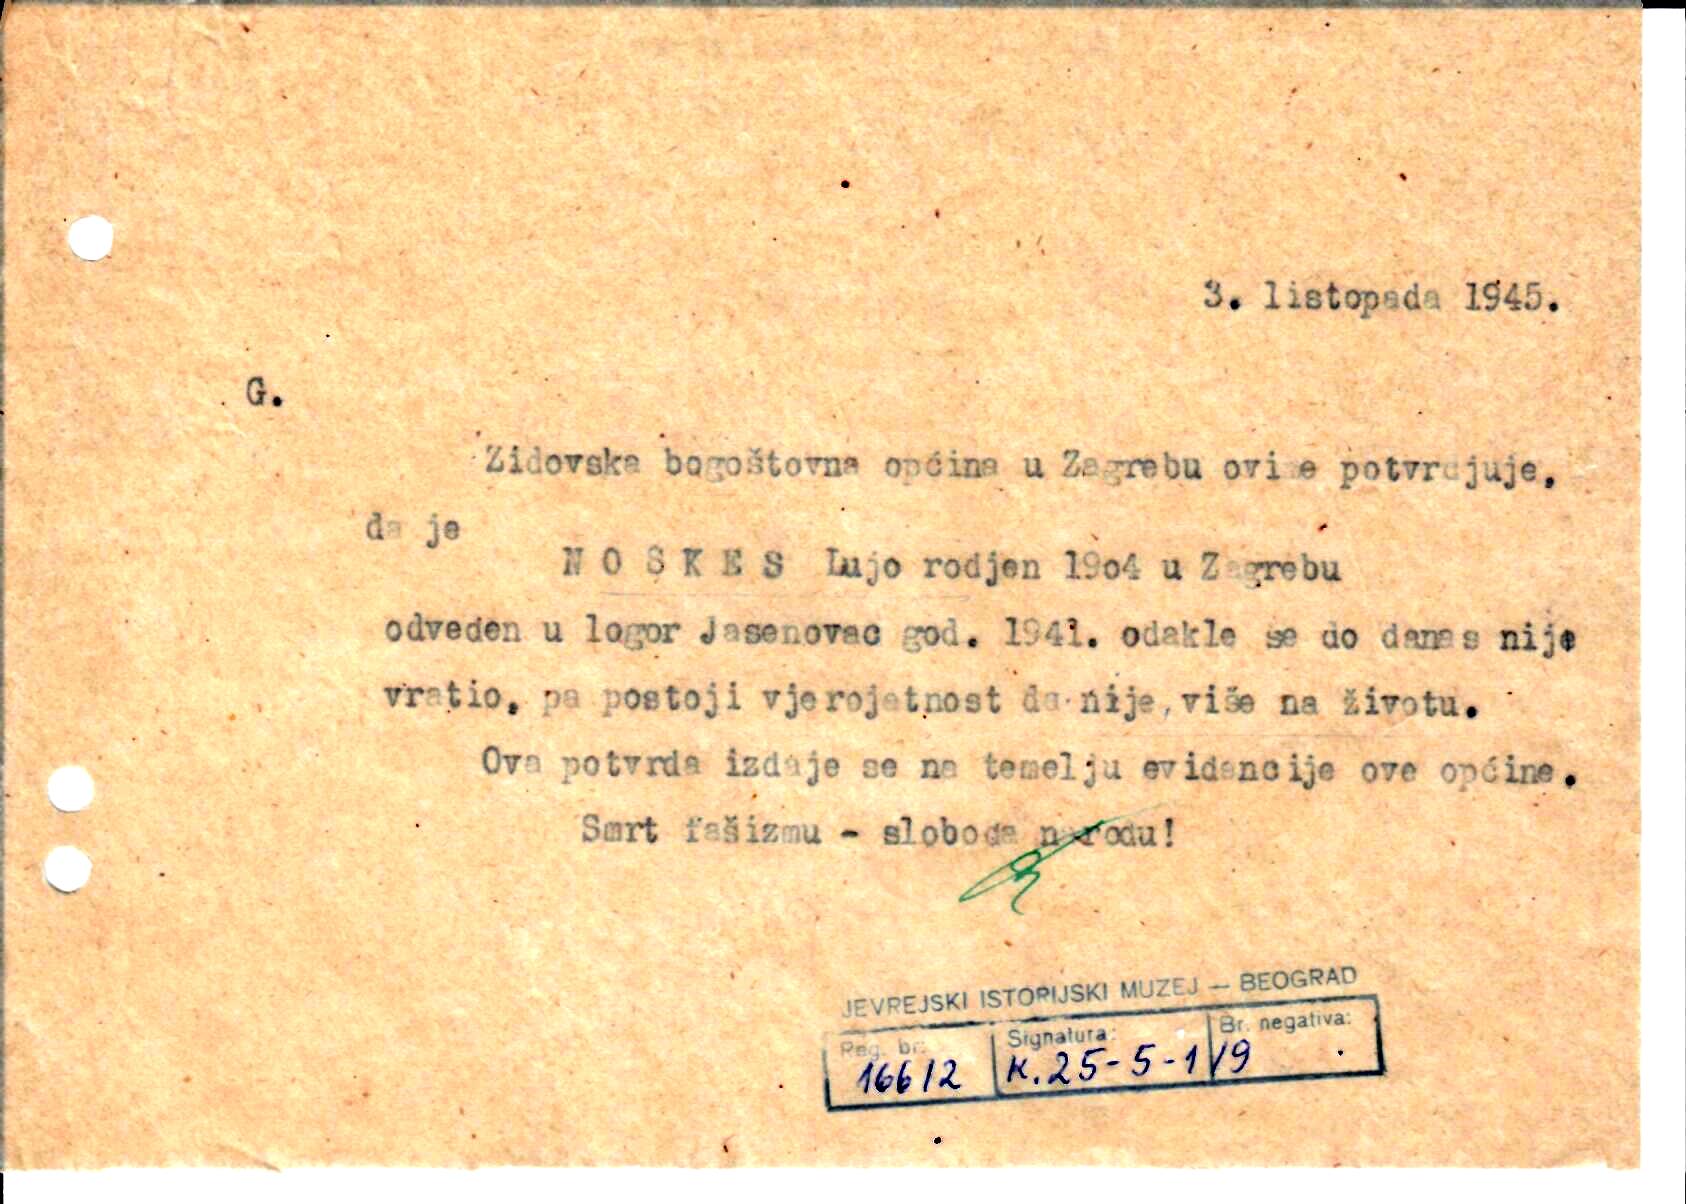 3. listopada 1945.
G.
Židovska bogoštovna općina u Zagrebu ovime potvrdjuje,
da je
N O S K E S Lujo rodjen 19o4 u Zagrebu
odveden u logor Jasenovac god. 1941. odakle se do danas nije
vratio, pa postoji vjerojatnost da nije više na životu.
Ova potvrda izdaje se na temelju evidencije ove općine.
Smrt fašizmu - sloboda narodu!
JEVREJSKI ISTORIJSKI MUZEJ — BEOGRAD
Reg. br. Signatura: Br. negativa:
166/2 K.25-5-1/9